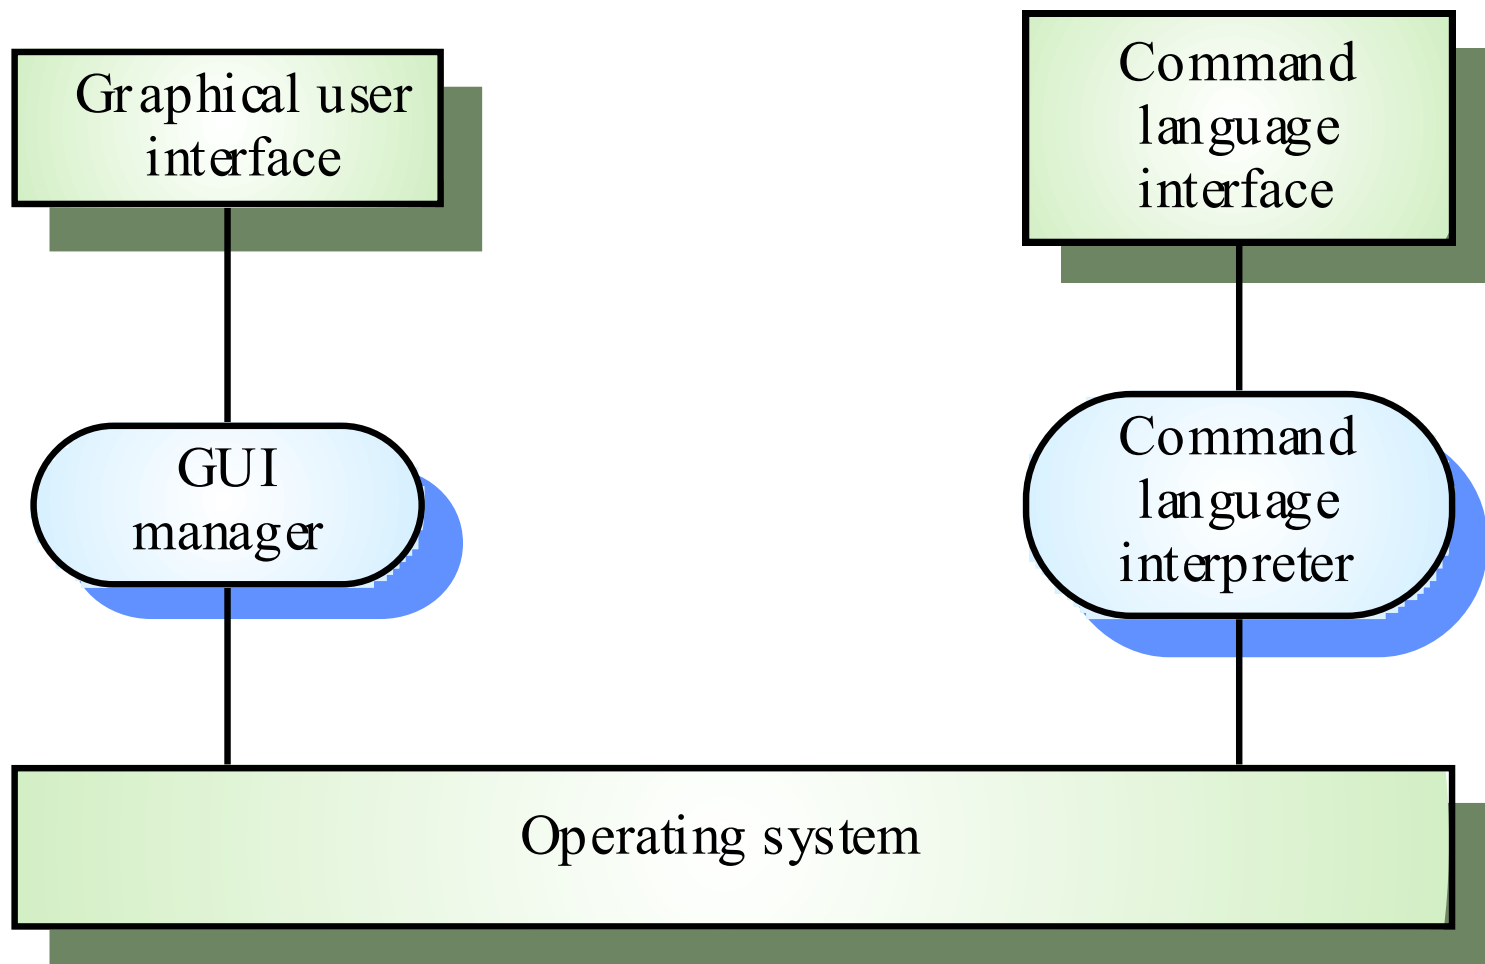 Graphical user
interface
Command
language
interface
GUI
manager
Command
language
interpreter
Operating system